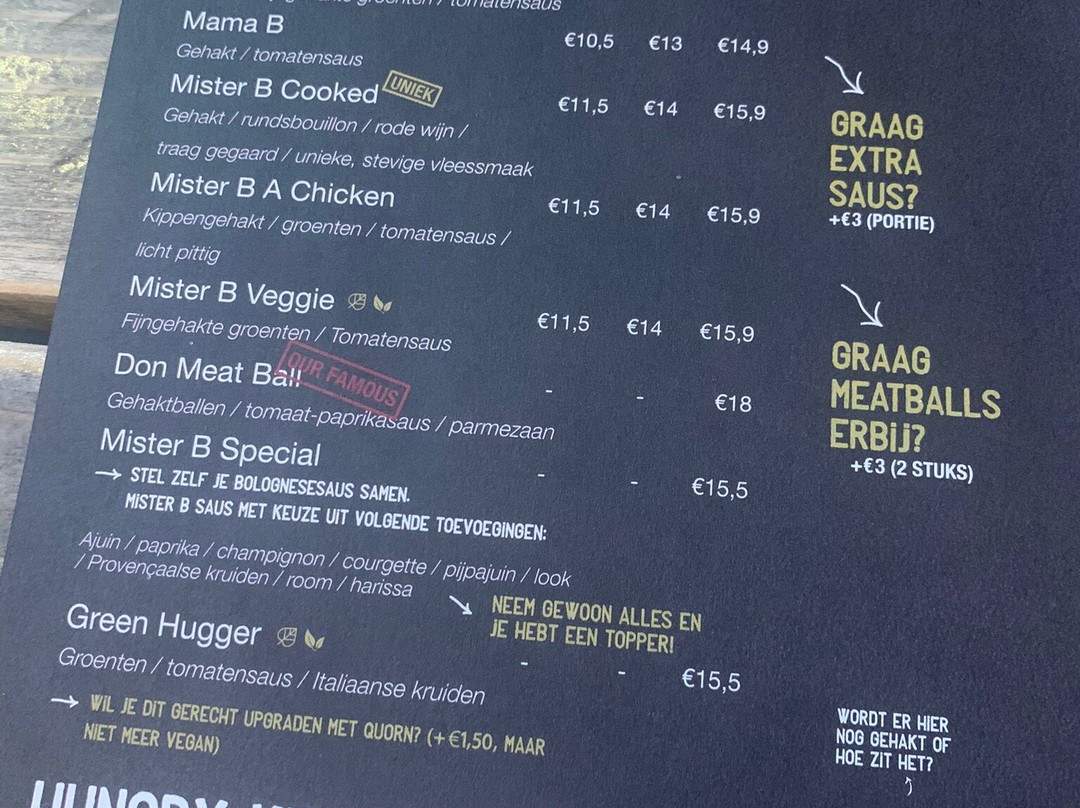 groenten / tomatensaus
Mama B €10,5 €13 €14,9
Gehakt / tomatensaus
Mister B Cooked UNIEK €11,5 €14 €15,9
Gehakt / rundsbouillon / rode wijn /
traag gegaard / unieke, stevige vleessmaak
Mister B A Chicken €11,5 €14 €15,9
Kippengehakt / groenten / tomatensaus /
licht pittig
Mister B Veggie €11,5 €14 €15,9
Fijngehakte groenten / Tomatensaus
Don Meat Ball OUR FAMOUS - - €18
Gehaktballen / tomaat-paprikasaus / parmezaan
Mister B Special - - €15,5
STEL ZELF JE BOLOGNESESAUS SAMEN.
MiSTER B SAUS MET KEUZE UIT VOLGENDE TOEVOEGINGEN:
Ajuin / paprika / champignon / courgette / pijpajuin / look
/ Provençaalse kruiden / room / harissa
NEEM GEWOON ALLES EN
JE HEBT EEN TOPPER!
Green Hugger - - €15,5
Groenten / tomatensaus / Italiaanse kruiden
WIL JE DIT GERECHT UPGRADEN MET QUORN? (+€1,50, MAAR
NIET MEER VEGAN)
GRAAG
EXTRA
SAUS?
+€3 (PORTIE)
GRAAG
MEATBALLS
ERBij?
+€3 (2 STUKS)
WORDT ER HIER
NOG GEHAKT OF
HOE ZIT HET?